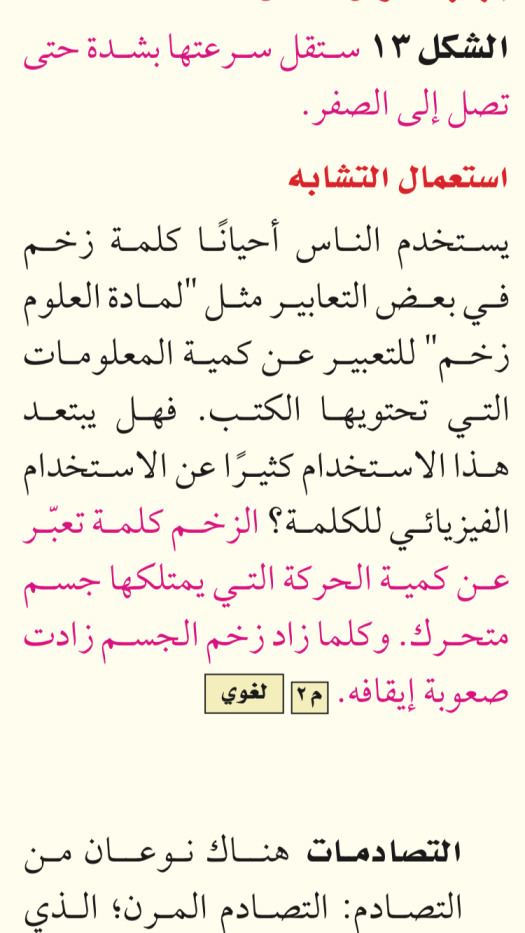 الشكل ١٣ ستقل سرعتها بشدة حتى
تصل إلى الصفر.
استعمال التشابه
يستخدم الناس أحيانًا كلمة زخم
في بعض التعابير مثل "لمادة العلوم
زخم" للتعبير عن كمية المعلومات
التي تحتويها الكتب. فهل يبتعد
هذا الاستخدام كثيرًا عن الاستخدام
الفيزيائي للكلمة؟ الزخم كلمة تعبّر
عن كمية الحركة التي يمتلكها جسم
متحرك. وكلما زاد زخم الجسم زادت
صعوبة إيقافه. م٢ لغوي
التصادمات هناك نوعان من
التصادم: التصادم المرن؛ الذي